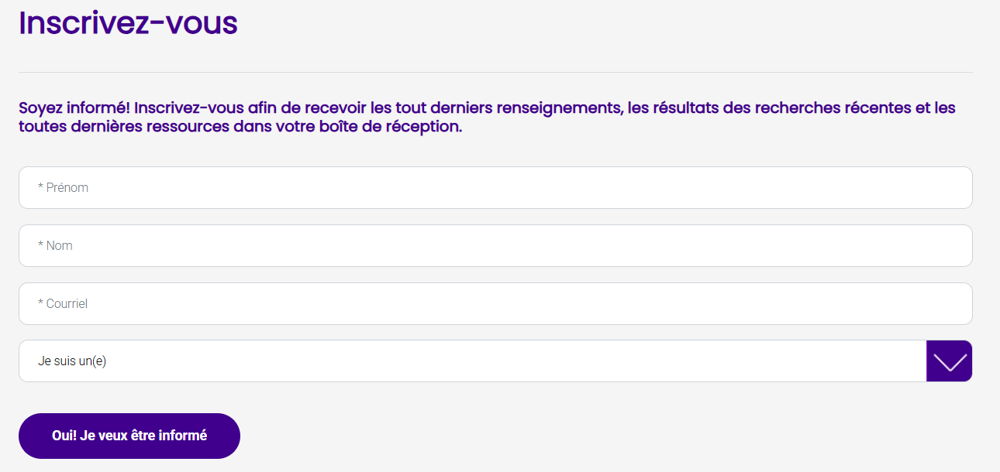 Inscrivez-vous
Soyez informé! Inscrivez-vous afin de recevoir les tout derniers renseignements, les résultats des recherches récentes et les
toutes dernières ressources dans votre boîte de réception.
* Prénom
* Nom
* Courriel
Je suis un(e)
Oui! Je veux être informé